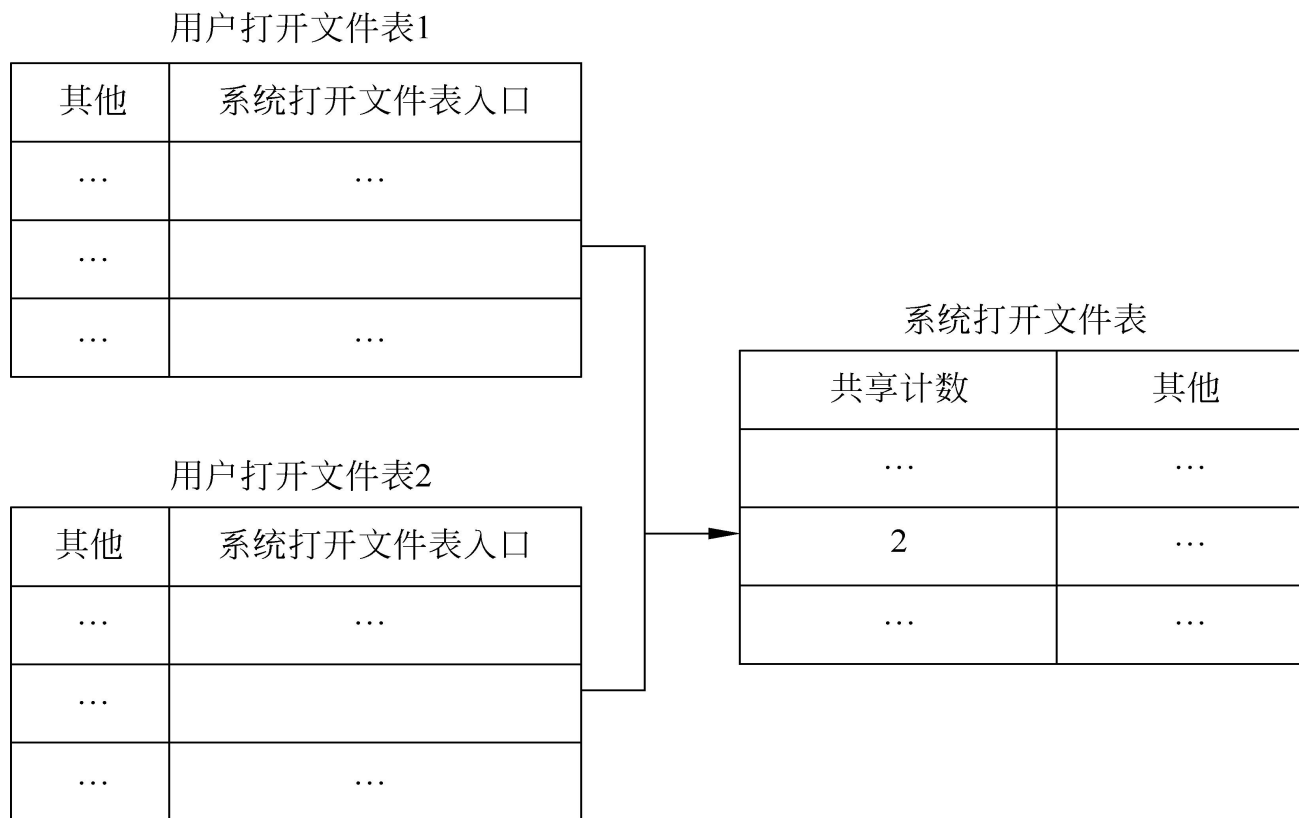 用户打开文件表1
其他 系统打开文件表入口
… …
…
… …
系统打开文件表
共享计数 其他
… …
2 …
… …
用户打开文件表2
其他 系统打开文件表入口
… …
…
… …